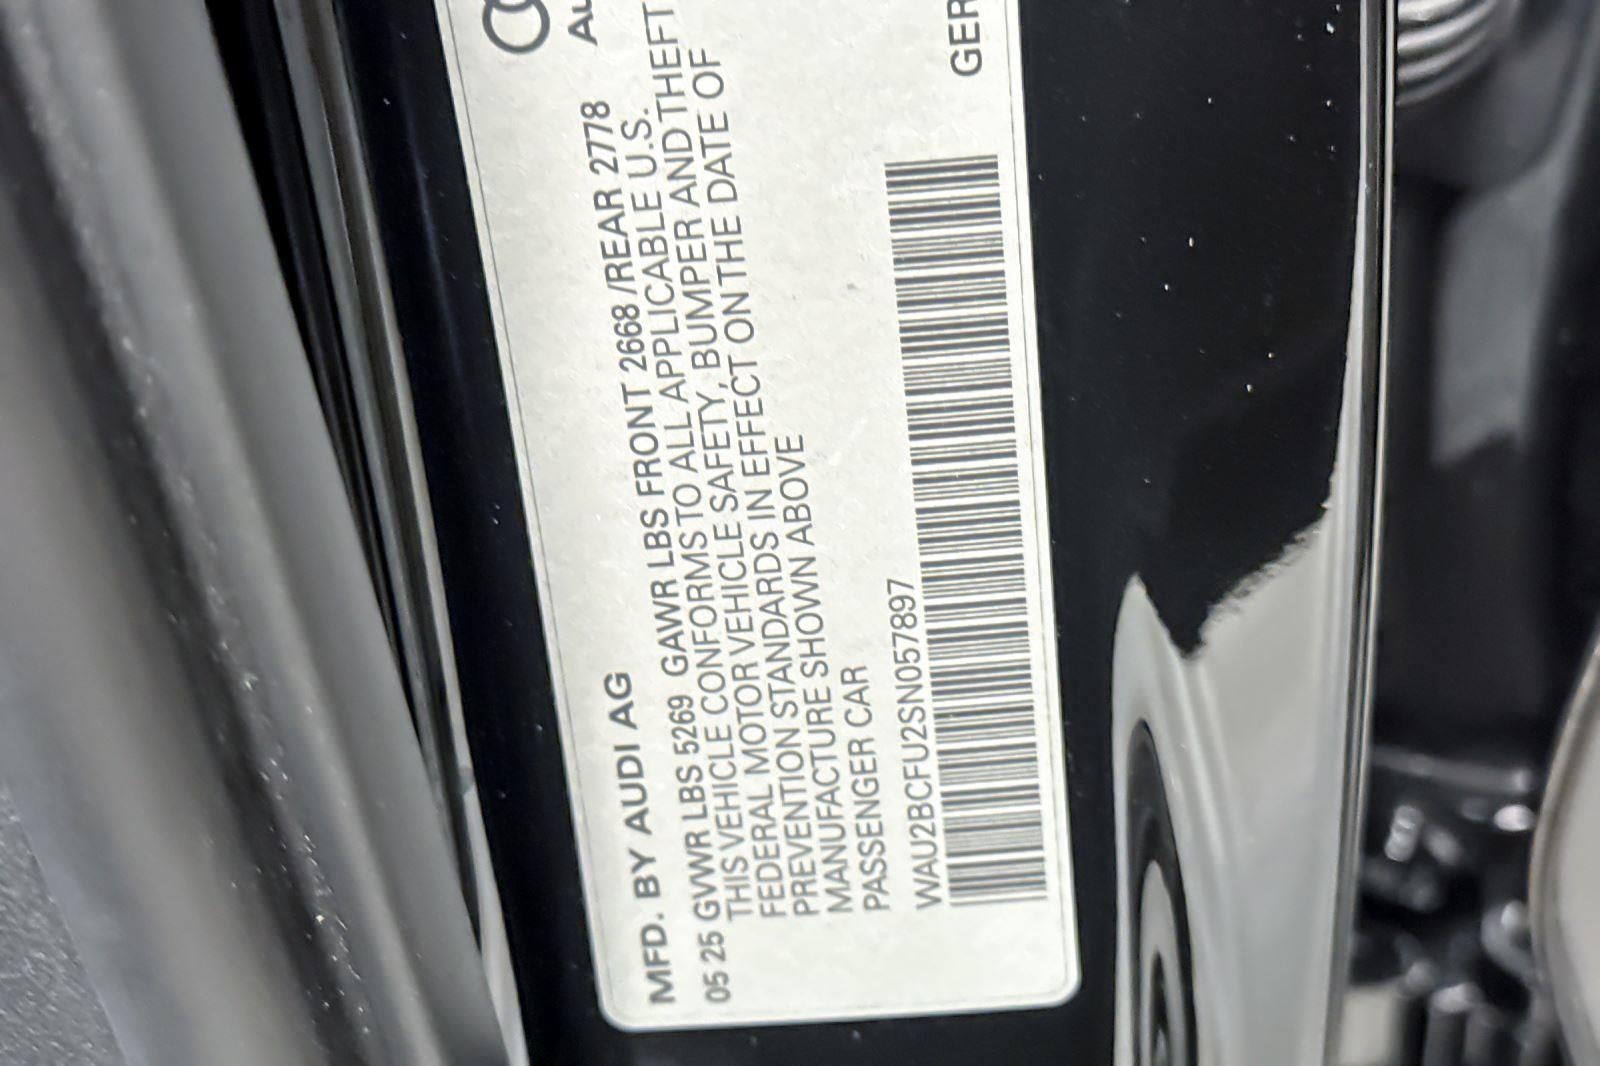 MFD. BY AUDI AG
05 25 GVWR LBS 5269 GAWR LBS FRONT 2668 /REAR 2778
THIS VEHICLE CONFORMS TO ALL APPLICABLE U.S.
FEDERAL MOTOR VEHICLE SAFETY, BUMPER AND THEFT
PREVENTION STANDARDS IN EFFECT ON THE DATE OF
MANUFACTURE SHOWN ABOVE
PASSENGER CAR
WAU2BCFU2SN057897